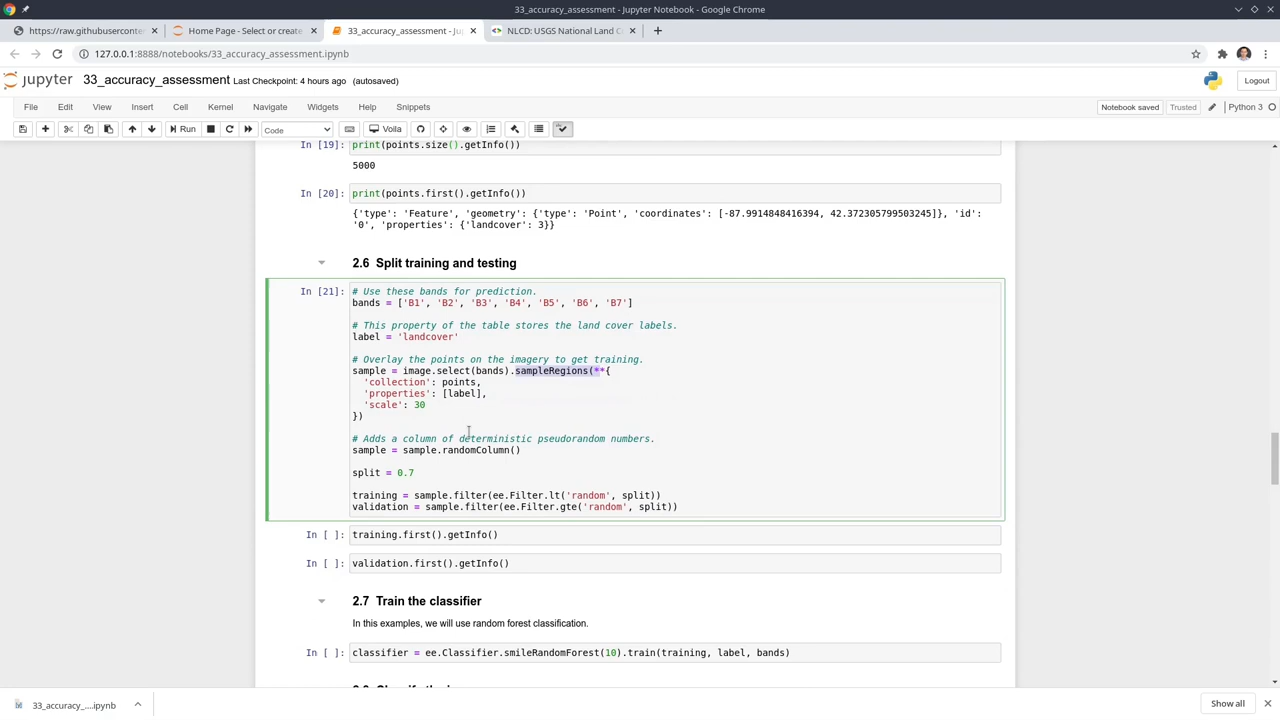 33_accuracy_assessment - Jupyter Notebook - Google Chrome
https://raw.githubuserconte
Home Page - Select or create
33_accuracy_assessment - Ju
NLCD: USGS National Land C
127.0.0.1:8888/notebooks/33_accuracy_assessment.ipynb
jupyter 33_accuracy_assessment Last Checkpoint: 4 hours ago (autosaved)
Logout
File Edit View Insert Cell Kernel Navigate Widgets Help Snippets
Notebook saved Trusted Python 3
Run Code Voila
In [19]: print(points.size().getInfo())
5000
In [20]: print(points.first().getInfo())
{'type': 'Feature', 'geometry': {'type': 'Point', 'coordinates': [-87.9914848416394, 42.372305799503245]}, 'id':
'0', 'properties': {'landcover': 3}}
2.6 Split training and testing
In [21]: # Use these bands for prediction.
bands = ['B1', 'B2', 'B3', 'B4', 'B5', 'B6', 'B7']
# This property of the table stores the land cover labels.
label = 'landcover'
# Overlay the points on the imagery to get training.
sample = image.select(bands).sampleRegions(**{
'collection': points,
'properties': [label],
'scale': 30
})
# Adds a column of deterministic pseudorandom numbers.
sample = sample.randomColumn()
split = 0.7
training = sample.filter(ee.Filter.lt('random', split))
validation = sample.filter(ee.Filter.gte('random', split))
In [ ]: training.first().getInfo()
In [ ]: validation.first().getInfo()
2.7 Train the classifier
In this examples, we will use random forest classification.
In [ ]: classifier = ee.Classifier.smileRandomForest(10).train(training, label, bands)
33_accuracy_....ipynb
Show all